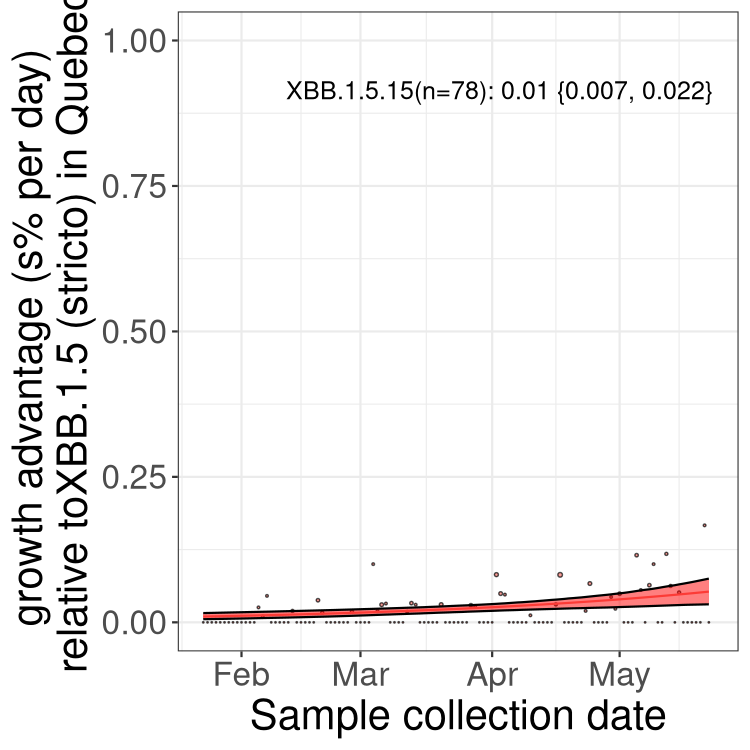 growth advantage (s% per day)
relative toXBB.1.5 (stricto) in Quebec
1.00
0.75
0.50
0.25
0.00
XBB.1.5.15(n=78): 0.01 {0.007, 0.022}
Feb
Mar
Apr
May
Sample collection date